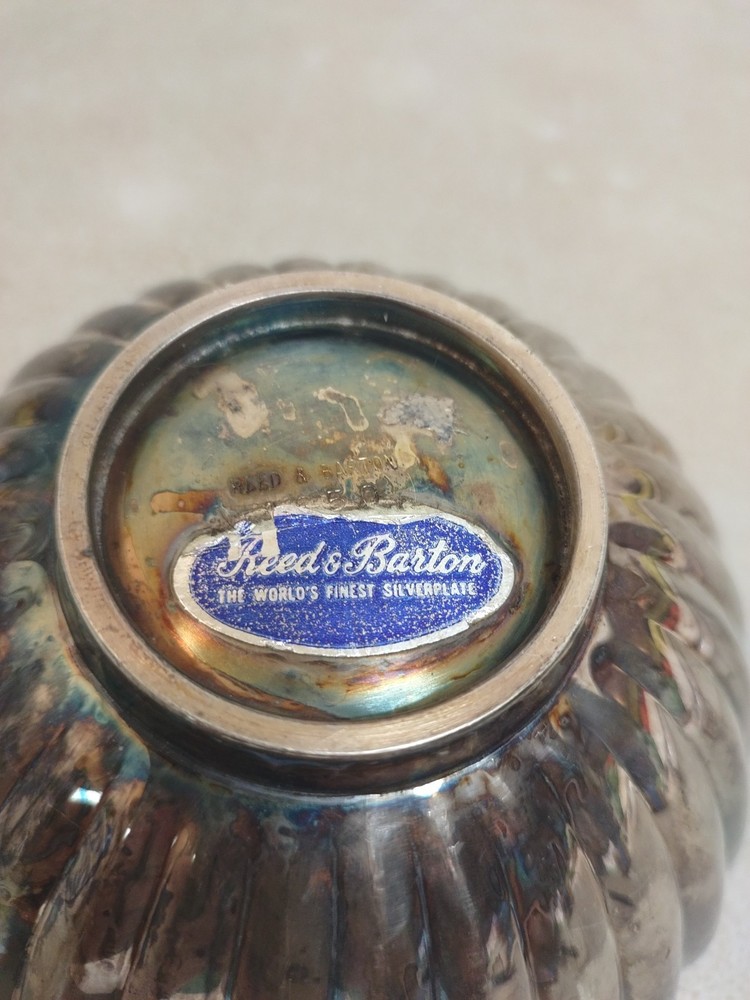 REED & BARTON
Reed & Barton
THE WORLD'S FINEST SILVERPLATE